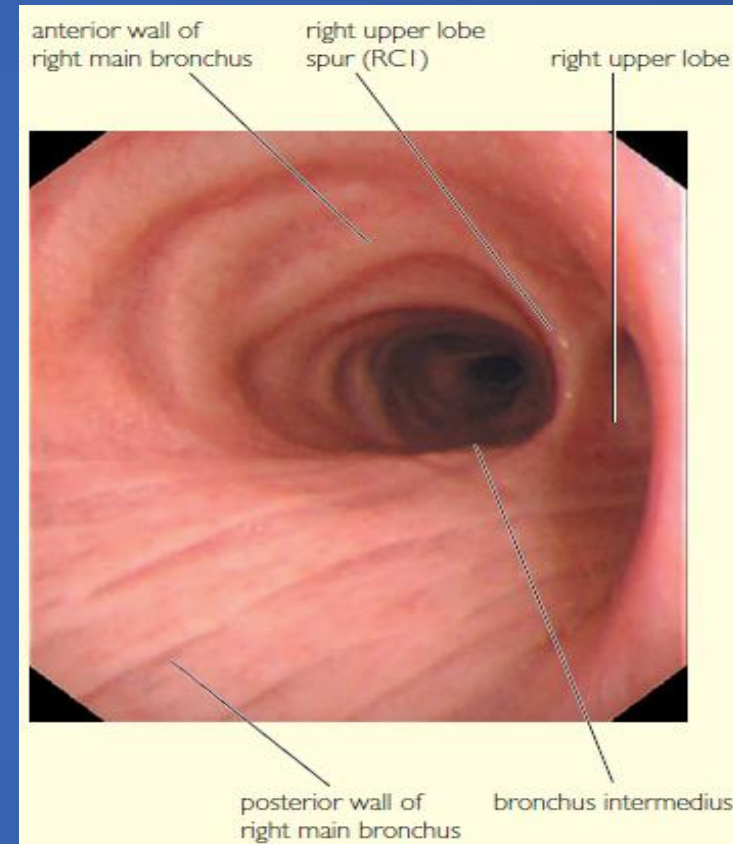 anterior wall of
right main bronchus
right upper lobe
spur (RC1)
right upper lobe
posterior wall of
right main bronchus
bronchus intermedius